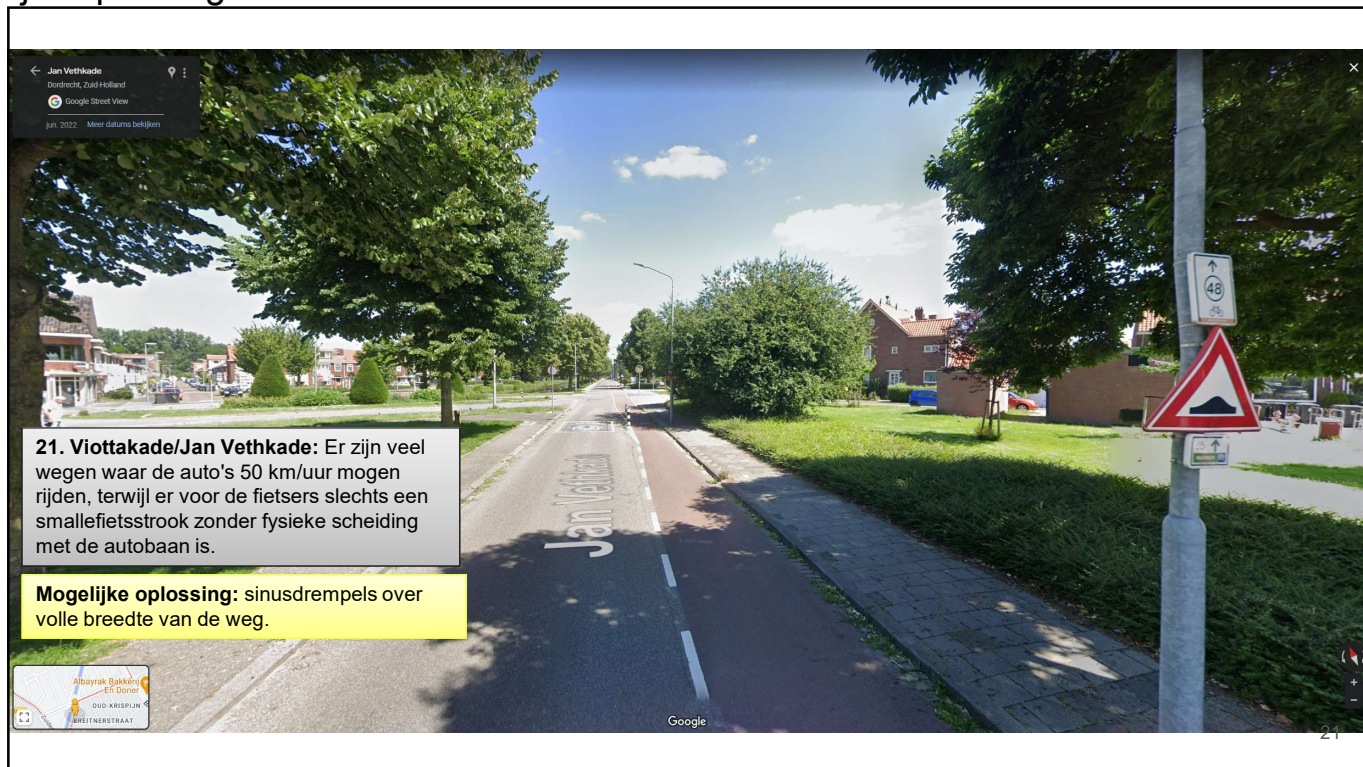 Jan Vethkade
Dordrecht, Zuid-Holland
Google Street View
jun. 2022 Meer datums bekijken
48
Jan Vethkade
21. Viottakade/Jan Vethkade: Er zijn veel
wegen waar de auto's 50 km/uur mogen
rijden, terwijl er voor de fietsers slechts een
smallefietsstrook zonder fysieke scheiding
met de autobaan is.
Mogelijke oplossing: sinusdrempels over
volle breedte van de weg.
Albayrak Bakkerij
En Doner
OUD-KRISPIJN
BREITNERSTRAAT
Google
21